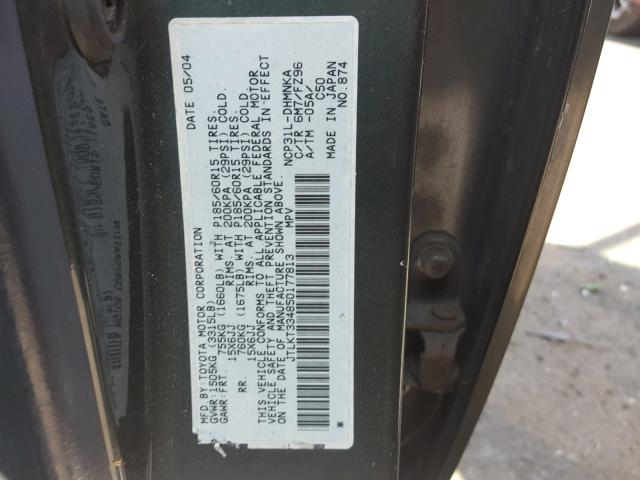 MFD.BY:TOYOTA MOTOR CORPORATION DATE 05/04
GVWR:1505KG (3315LB)
GAWR:FRT. 755KG (1660LB) WITH P185/60R15 TIRES,
15X6JJ RIMS, AT 200KPA (29PSI) COLD.
RR. 760KG (1675LB) WITH P185/60R15 TIRES,
15X6JJ RIMS, AT 200KPA (29PSI) COLD.
THIS VEHICLE CONFORMS TO ALL APPLICABLE FEDERAL MOTOR
VEHICLE SAFETY AND THEFT PREVENTION STANDARDS IN EFFECT
ON THE DATE OF MANUFACTURE SHOWN ABOVE.
JTLKT334850177813 MPV
NCP31L-DHMNKA
C/TR 6M7/FZ96
A/TM -05A/
C50
MADE IN JAPAN
* NO.874